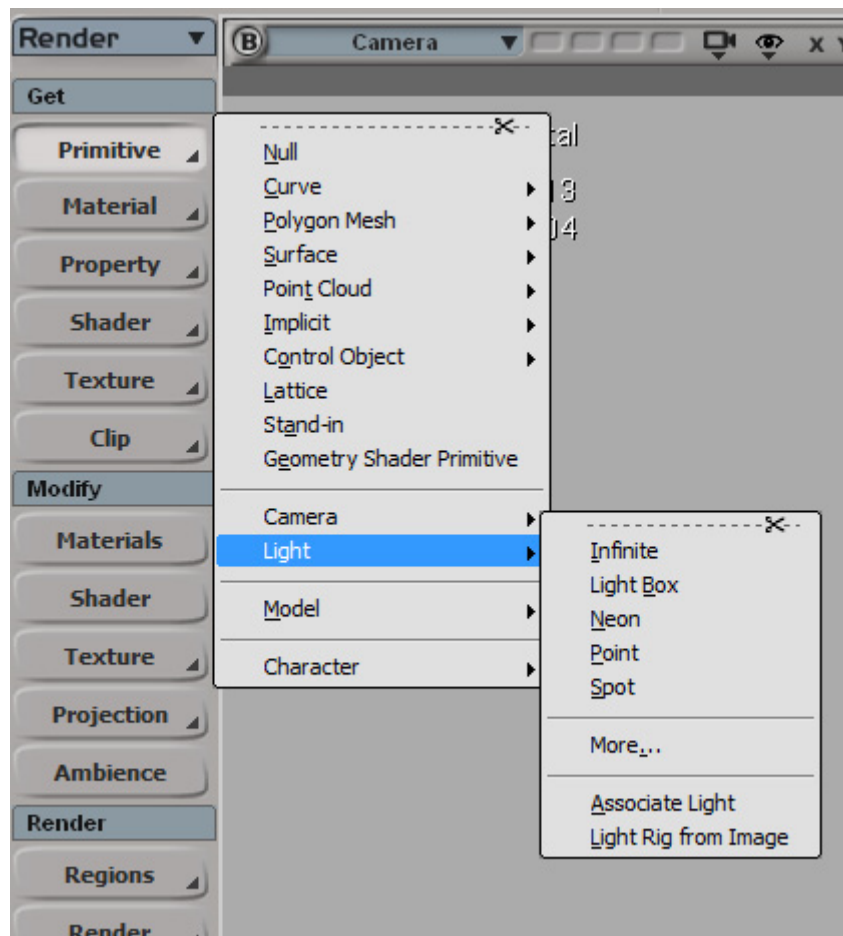 Render
B Camera X Y
Get
Primitive
Material
Property
Shader
Texture
Clip
Modify
Materials
Shader
Texture
Projection
Ambience
Render
Regions
Render
Null
Curve
Polygon Mesh
Surface
Point Cloud
Implicit
Control Object
Lattice
Stand-in
Geometry Shader Primitive
Camera
Light
Model
Character
Infinite
Light Box
Neon
Point
Spot
More...
Associate Light
Light Rig from Image